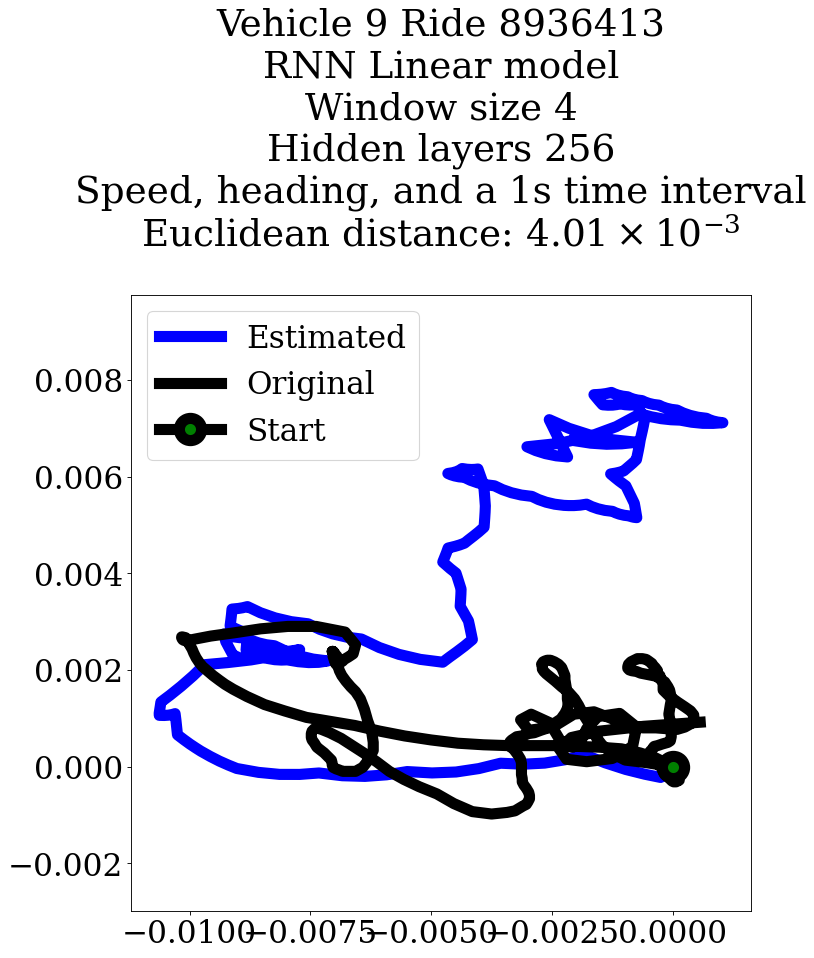 Vehicle 9 Ride 8936413
RNN Linear model
Window size 4
Hidden layers 256
Speed, heading, and a 1s time interval
Euclidean distance: 4.01 × 10⁻³
Estimated
Original
Start
0.008
0.006
0.004
0.002
0.000
−0.002
−0.0100 −0.0075 −0.0050 −0.0025 0.0000